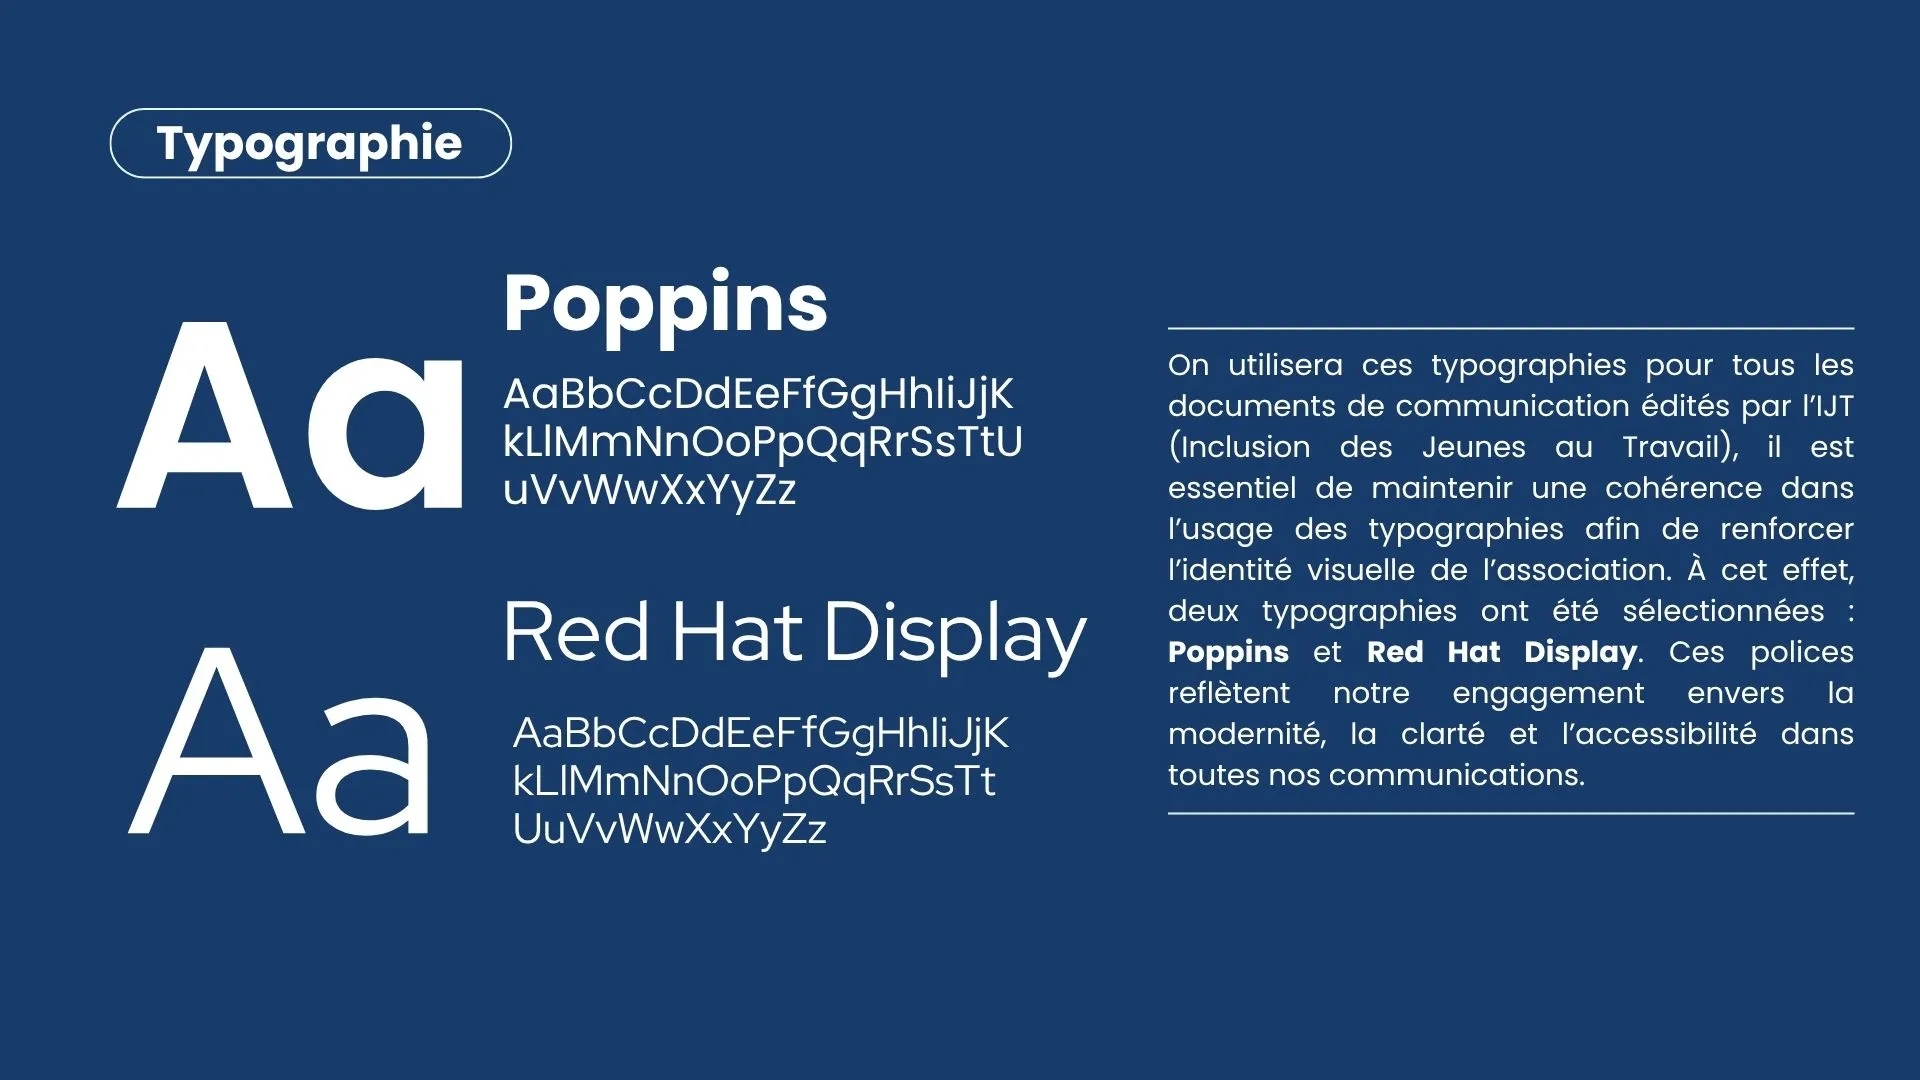 Typographie
Aa
Poppins
AaBbCcDdEeFfGgHhIiJjK
kLlMmNnOoPpQqRrSsTtU
uVvWwXxYyZz
Aa
Red Hat Display
AaBbCcDdEeFfGgHhIiJjK
kLlMmNnOoPpQqRrSsTt
UuVvWwXxYyZz
On utilisera ces typographies pour tous les
documents de communication édités par l’IJT
(Inclusion des Jeunes au Travail), il est
essentiel de maintenir une cohérence dans
l’usage des typographies afin de renforcer
l’identité visuelle de l’association. À cet effet,
deux typographies ont été sélectionnées :
Poppins et Red Hat Display. Ces polices
reflètent notre engagement envers la
modernité, la clarté et l’accessibilité dans
toutes nos communications.